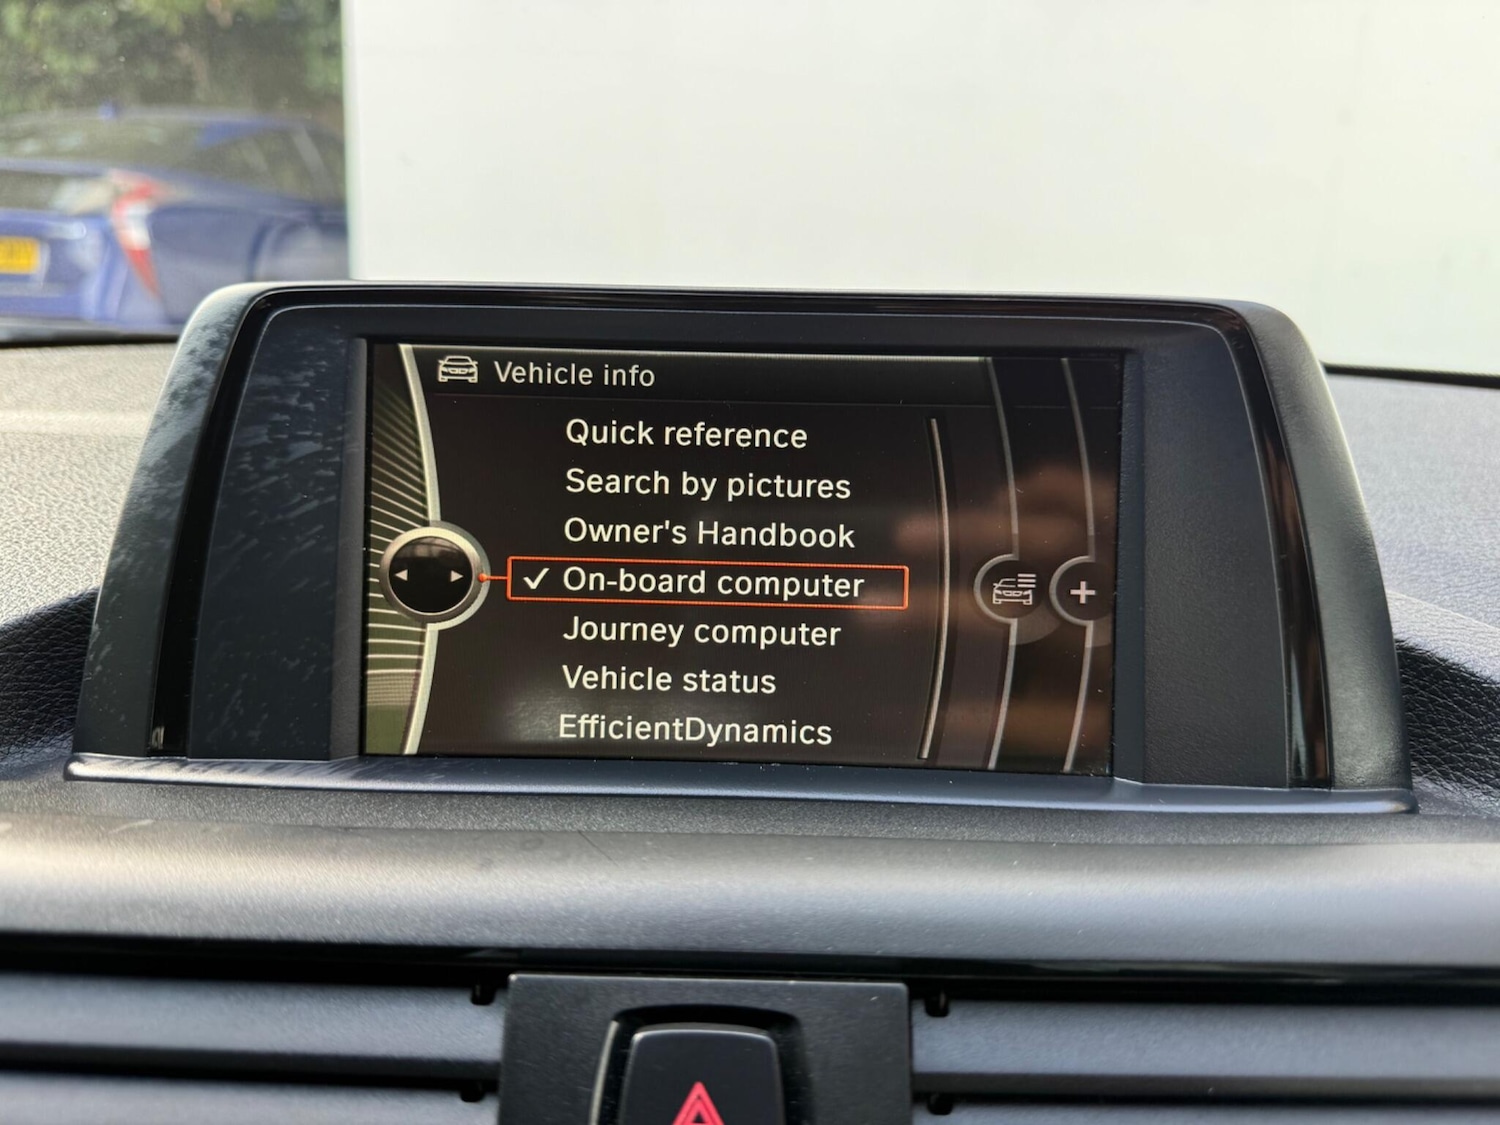 Vehicle info
Quick reference
Search by pictures
Owner's Handbook
On-board computer
Journey computer
Vehicle status
EfficientDynamics